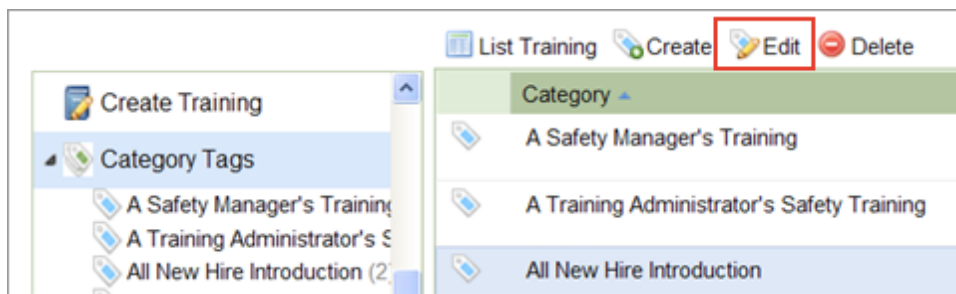 List Training Create Edit Delete
Create Training
Category Tags
A Safety Manager's Training
A Training Administrator's S
All New Hire Introduction (2)
Category
A Safety Manager's Training
A Training Administrator's Safety Training
All New Hire Introduction